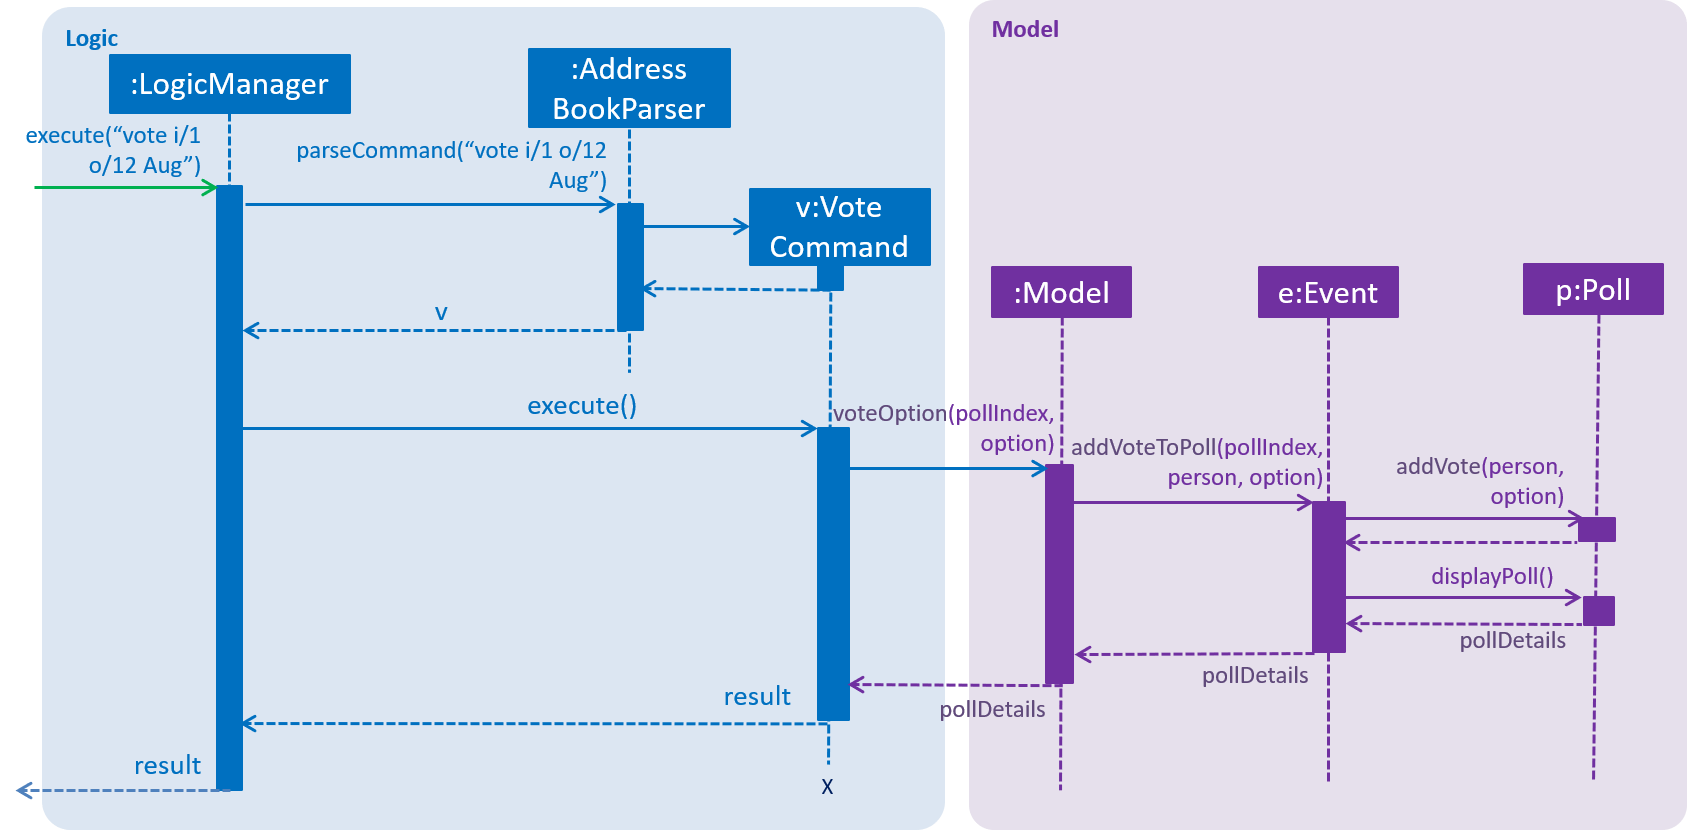 Logic
Model
:LogicManager
:Address
BookParser
execute(“vote i/1
o/12 Aug”)
parseCommand(“vote i/1 o/12
Aug”)
v:Vote
Command
:Model
e:Event
p:Poll
v
execute()
voteOption(pollIndex,
option)
addVoteToPoll(pollIndex,
person, option)
addVote(person,
option)
displayPoll()
pollDetails
pollDetails
pollDetails
result
result
X